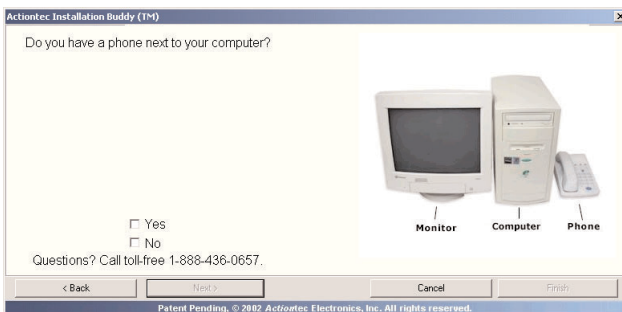 Actiontec Installation Buddy (TM)
Do you have a phone next to your computer?
Monitor Computer Phone
Yes
No
Questions? Call toll-free 1-888-436-0657.
< Back Next > Cancel Finish
Patent Pending, © 2002 Actiontec Electronics, Inc. All rights reserved.